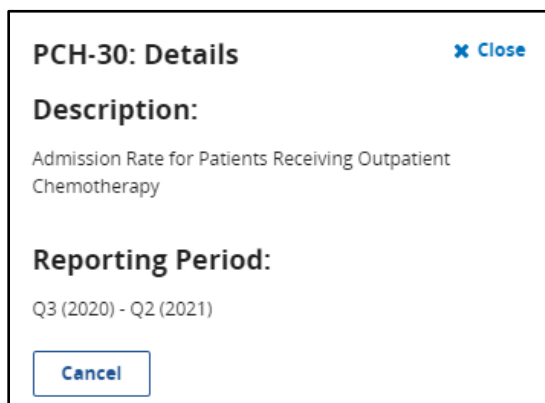 PCH-30: Details
✖ Close
Description:
Admission Rate for Patients Receiving Outpatient
Chemotherapy
Reporting Period:
Q3 (2020) - Q2 (2021)
Cancel